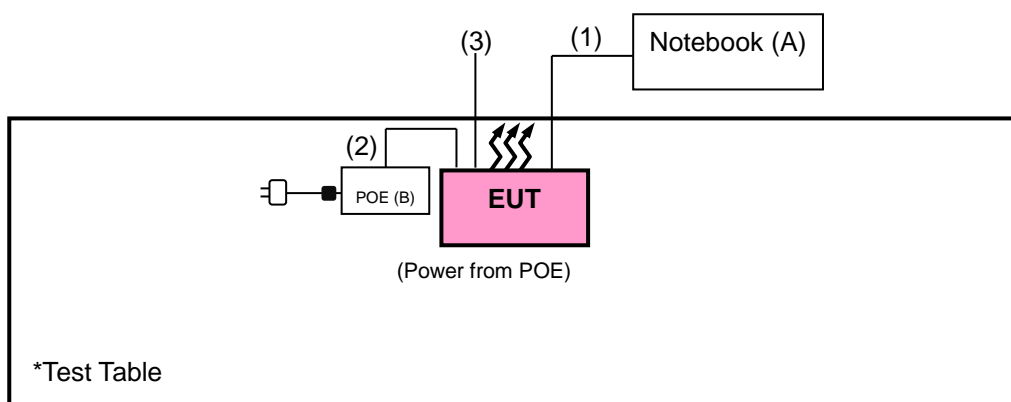 (3)
(1)
Notebook (A)
(2)
POE (B)
EUT
(Power from POE)
*Test Table